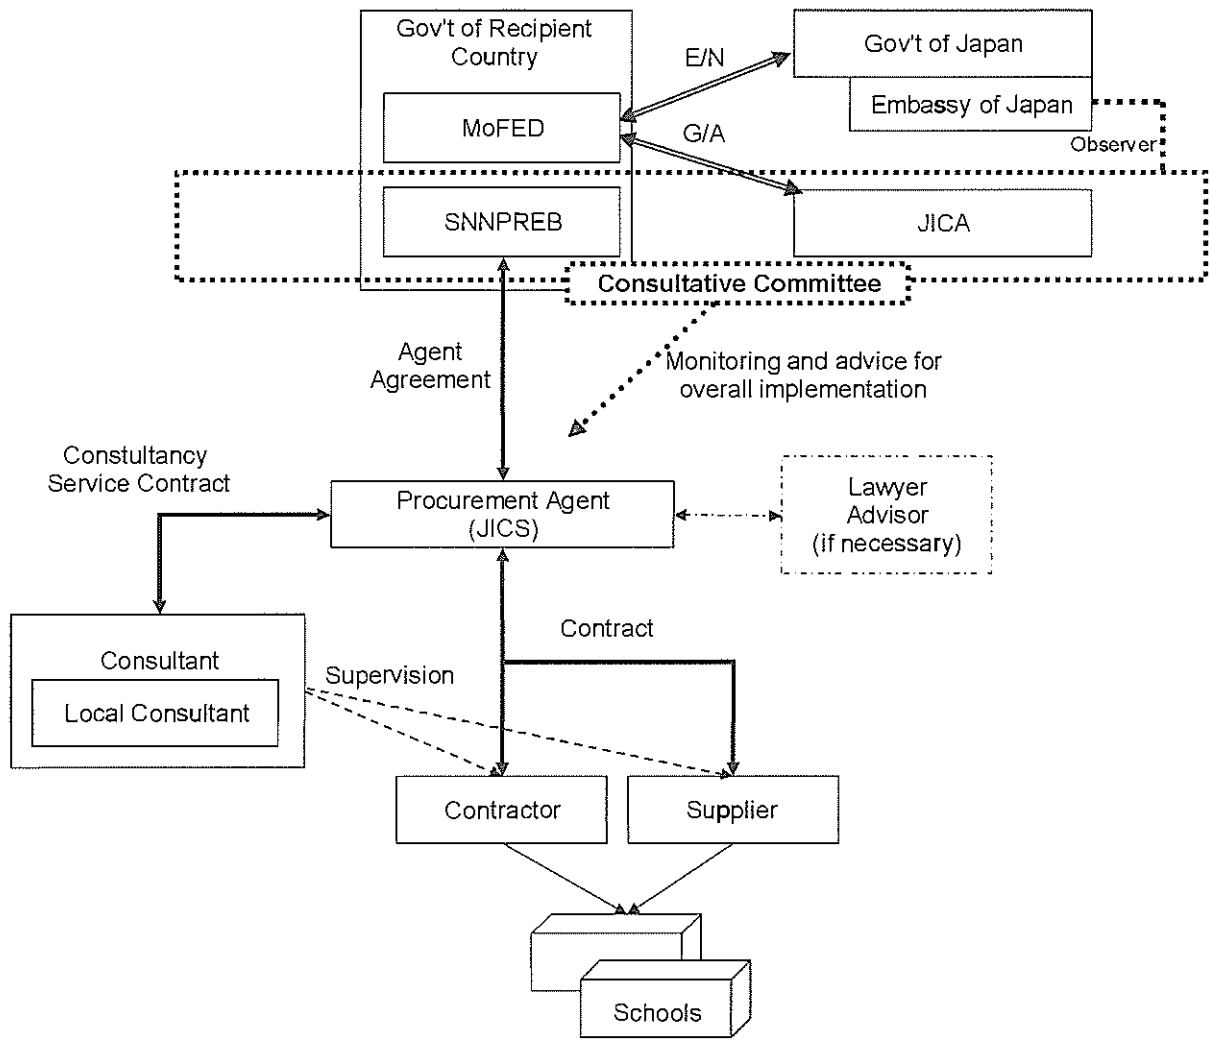 Gov't of Recipient
Country
E/N
Gov't of Japan
MoFED
Embassy of Japan
G/A
Observer
SNNPREB
JICA
Consultative Committee
Agent
Agreement
Monitoring and advice for
overall implementation
Constultancy
Service Contract
Procurement Agent
(JICS)
Lawyer
Advisor
(if necessary)
Contract
Consultant
Supervision
Local Consultant
Contractor
Supplier
Schools